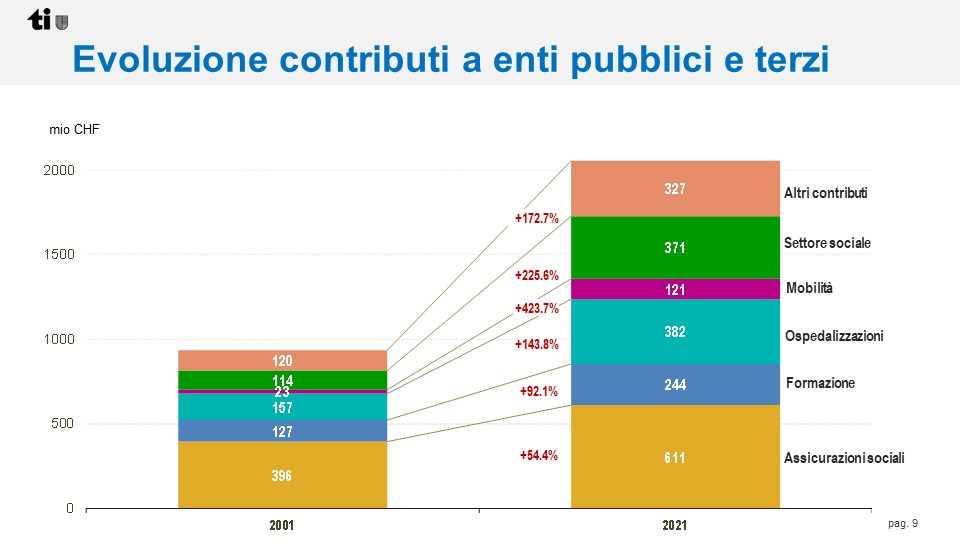 ti
Evoluzione contributi a enti pubblici e terzi
mio CHF
2000
1500
1000
500
0
120
114
23
157
127
396
2001
+172.7%
+225.6%
+423.7%
+143.8%
+92.1%
+54.4%
327
371
121
382
244
611
2021
Altri contributi
Settore sociale
Mobilità
Ospedalizzazioni
Formazione
Assicurazioni sociali
pag. 9